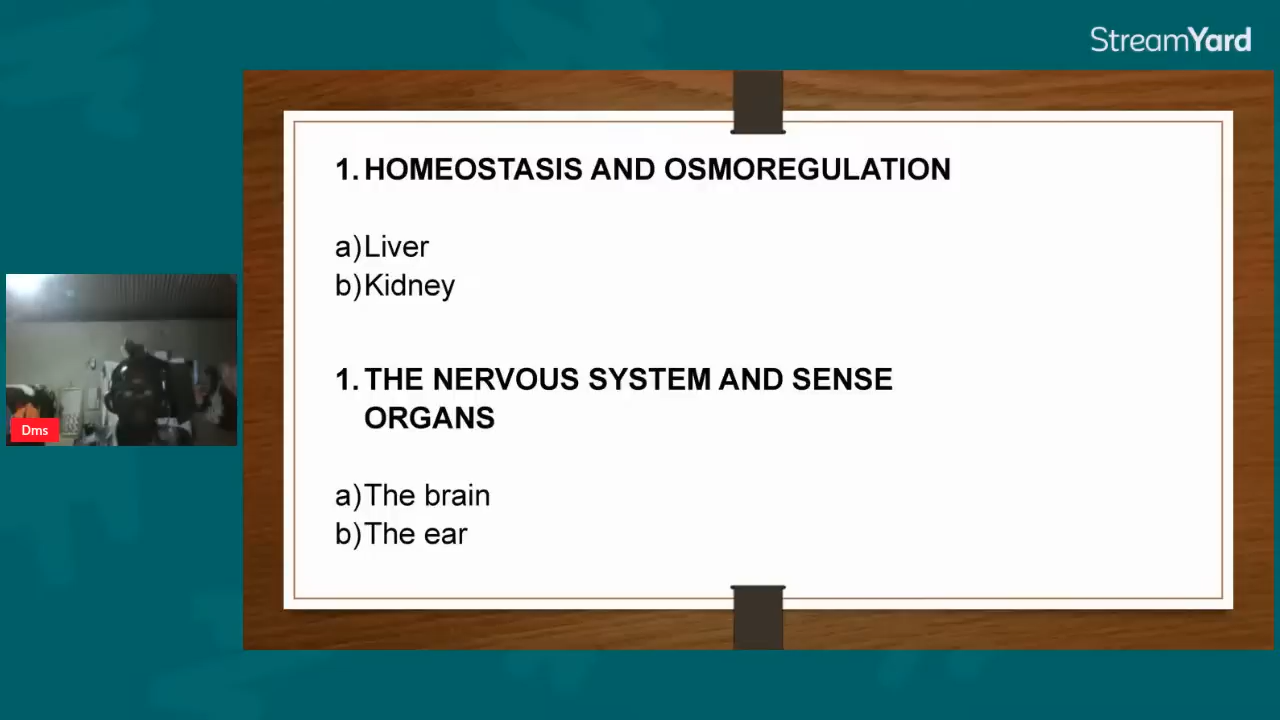 StreamYard
1. HOMEOSTASIS AND OSMOREGULATION
a) Liver
b) Kidney
1. THE NERVOUS SYSTEM AND SENSE
ORGANS
a) The brain
b) The ear
Dms